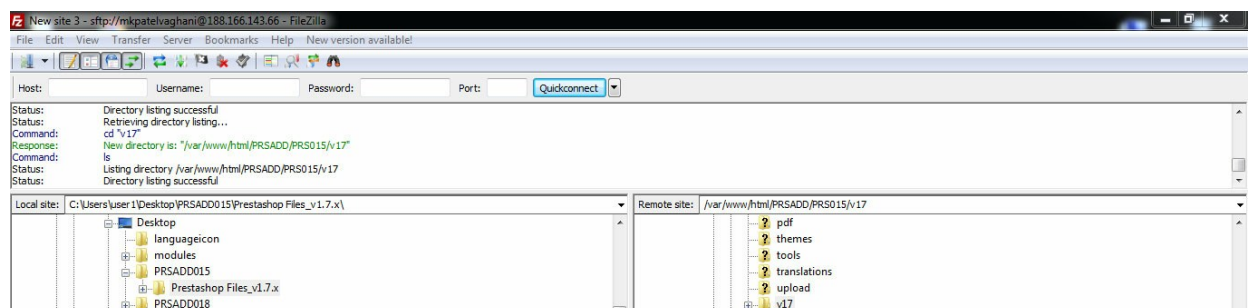 New site 3 - sftp://mkpatelvaghani@188.166.143.66 - FileZilla
File Edit View Transfer Server Bookmarks Help New version available!
Host: Username: Password: Port: Quickconnect
Status: Directory listing successful
Status: Retrieving directory listing...
Command: cd "v17"
Response: New directory is: "/var/www/html/PRSADD/PRS015/v17"
Command: ls
Status: Listing directory /var/www/html/PRSADD/PRS015/v17
Status: Directory listing successful
Local site: C:\Users\user1\Desktop\PRSADD015\Prestashop Files_v1.7.x\
Desktop
languageicon
modules
PRSADD015
Prestashop Files_v1.7.x
PRSADD018
Remote site: /var/www/html/PRSADD/PRS015/v17
pdf
themes
tools
translations
upload
v17